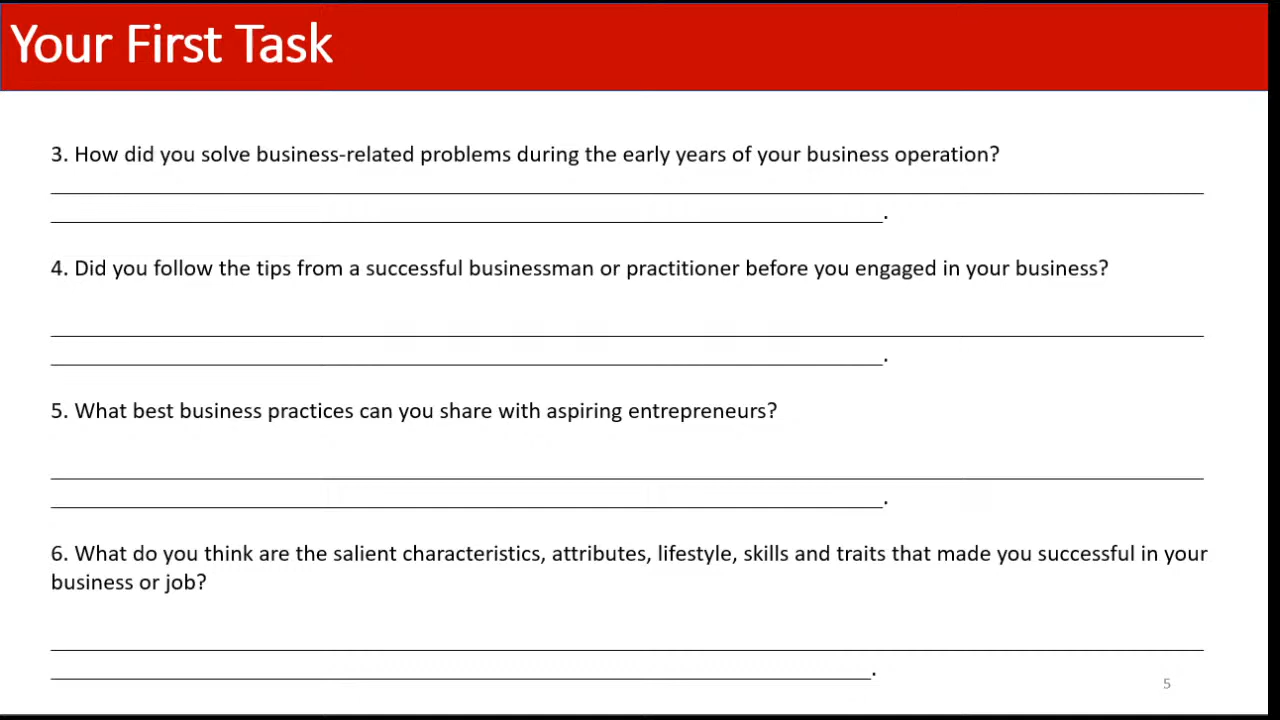 Your First Task
3. How did you solve business-related problems during the early years of your business operation?
.
4. Did you follow the tips from a successful businessman or practitioner before you engaged in your business?
.
5. What best business practices can you share with aspiring entrepreneurs?
.
6. What do you think are the salient characteristics, attributes, lifestyle, skills and traits that made you successful in your
business or job?
.
5